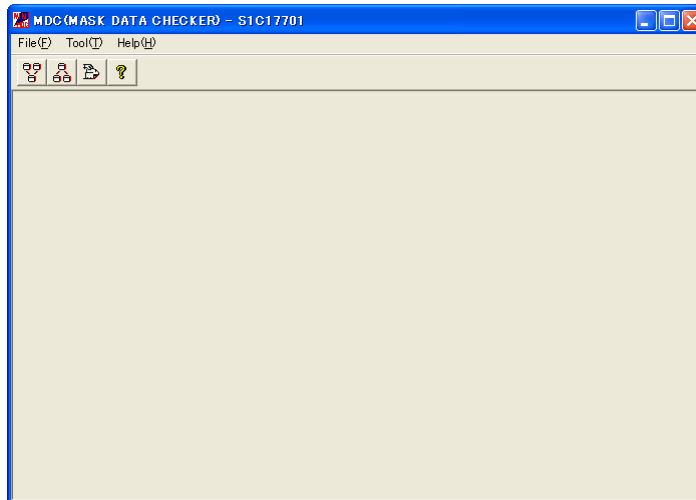 MDC(MASK DATA CHECKER) - S1C17701
File(F) Tool(T) Help(H)